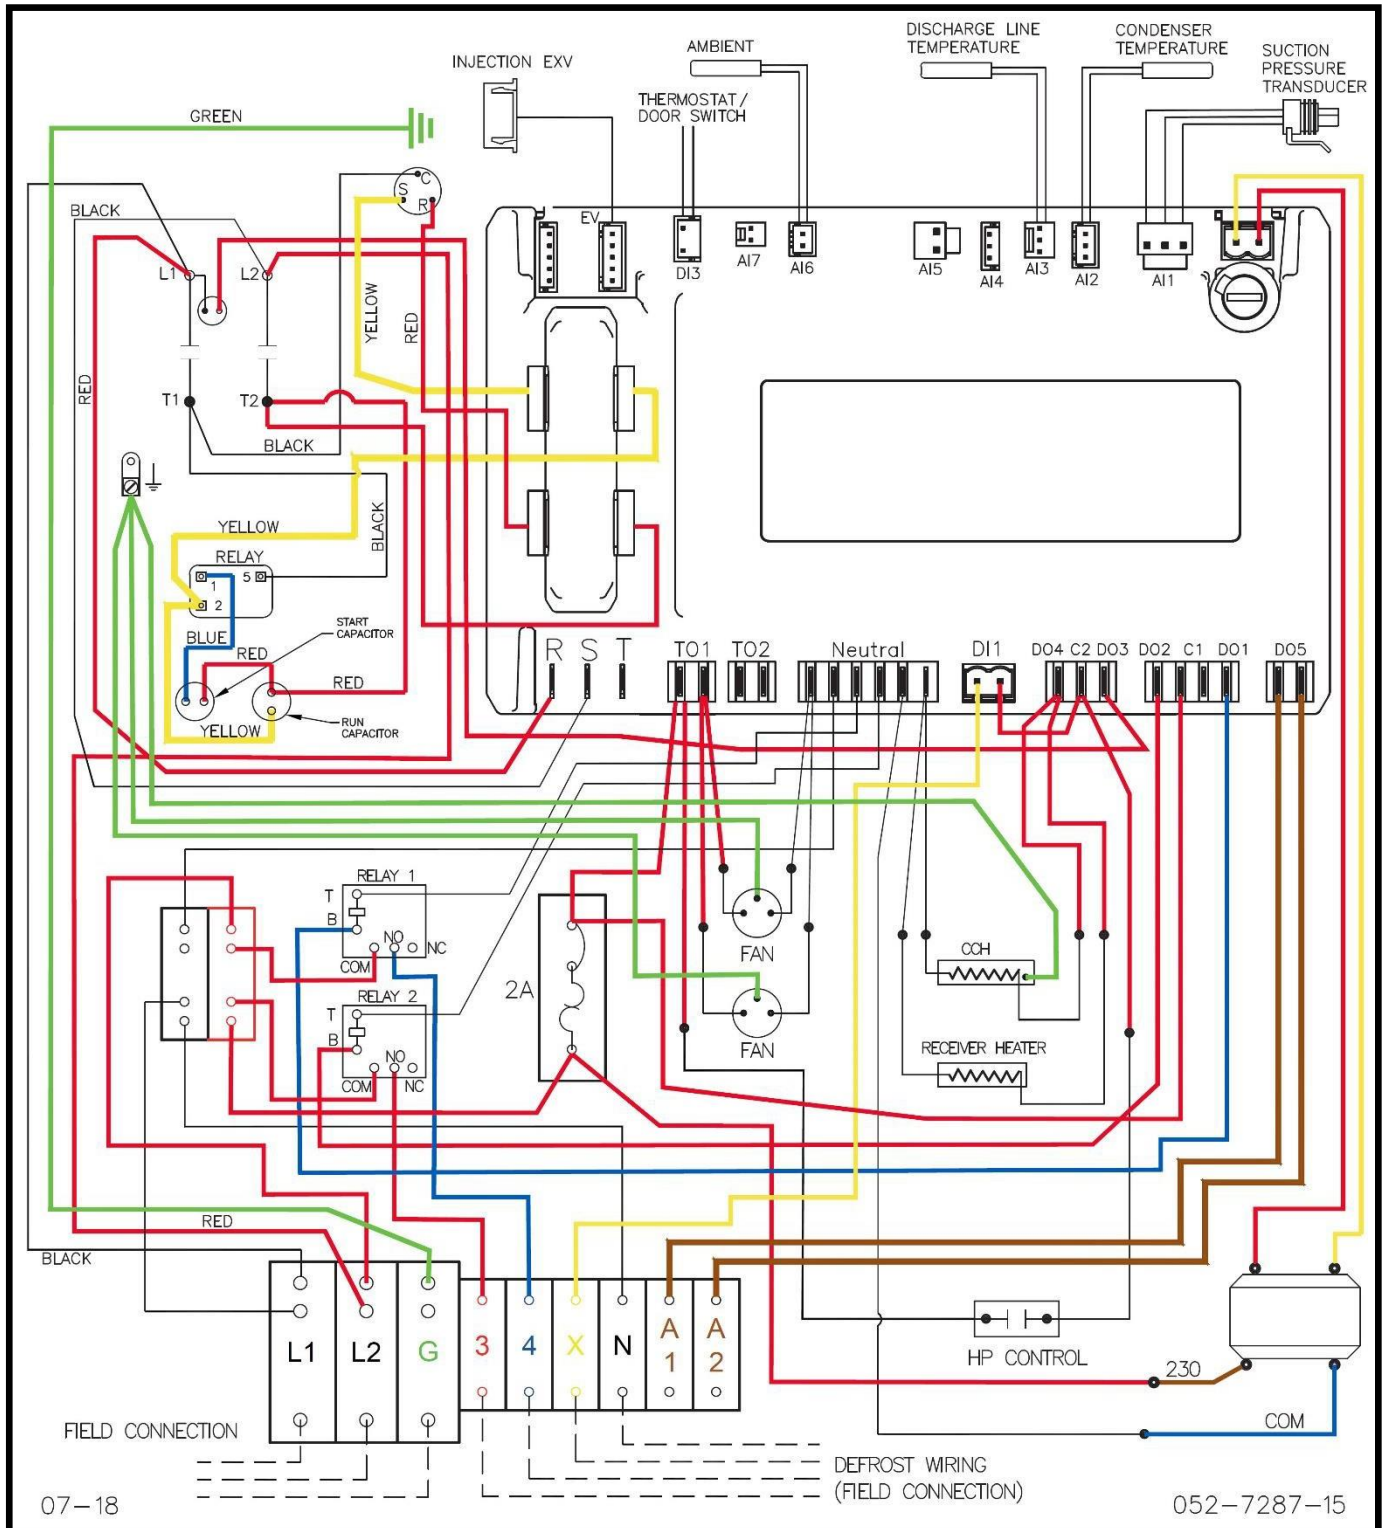 INJECTION EXV
AMBIENT
DISCHARGE LINE
TEMPERATURE
CONDENSER
TEMPERATURE
SUCTION
PRESSURE
TRANSDUCER
THERMOSTAT/
DOOR SWITCH
GREEN
C
S
R
BLACK
EV
DI3
AI7
AI6
AI5
AI4
AI3
AI2
AI1
L1
L2
YELLOW
RED
RED
T1
T2
BLACK
BLACK
YELLOW
RELAY
1
5
2
BLUE
START
CAPACITOR
RED
RED
YELLOW
RUN
CAPACITOR
R S T
TO1
TO2
Neutral
DI1
DO4 C2 DO3
DO2 C1 DO1
DO5
RELAY 1
T
B
NO
NC
COM
RELAY 2
T
B
NO
COM
NC
2A
FAN
FAN
CCH
RECEIVER HEATER
RED
BLACK
L1
L2
G
3
4
X
N
A
1
A
2
HP CONTROL
230
COM
FIELD CONNECTION
DEFROST WIRING
(FIELD CONNECTION)
07-18
052-7287-15